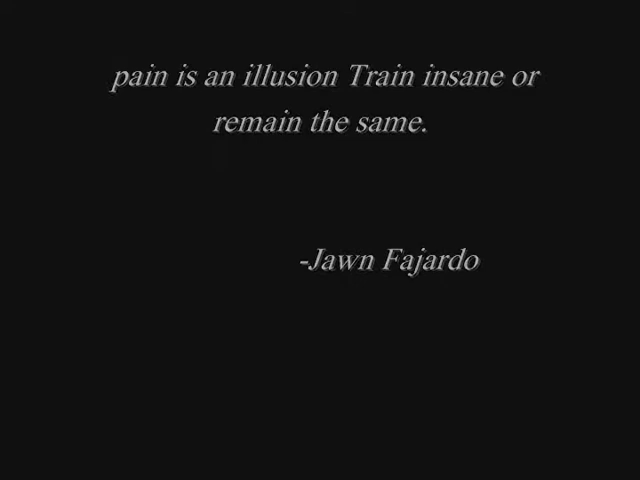 pain is an illusion Train insane or
remain the same.
-Jawn Fajardo